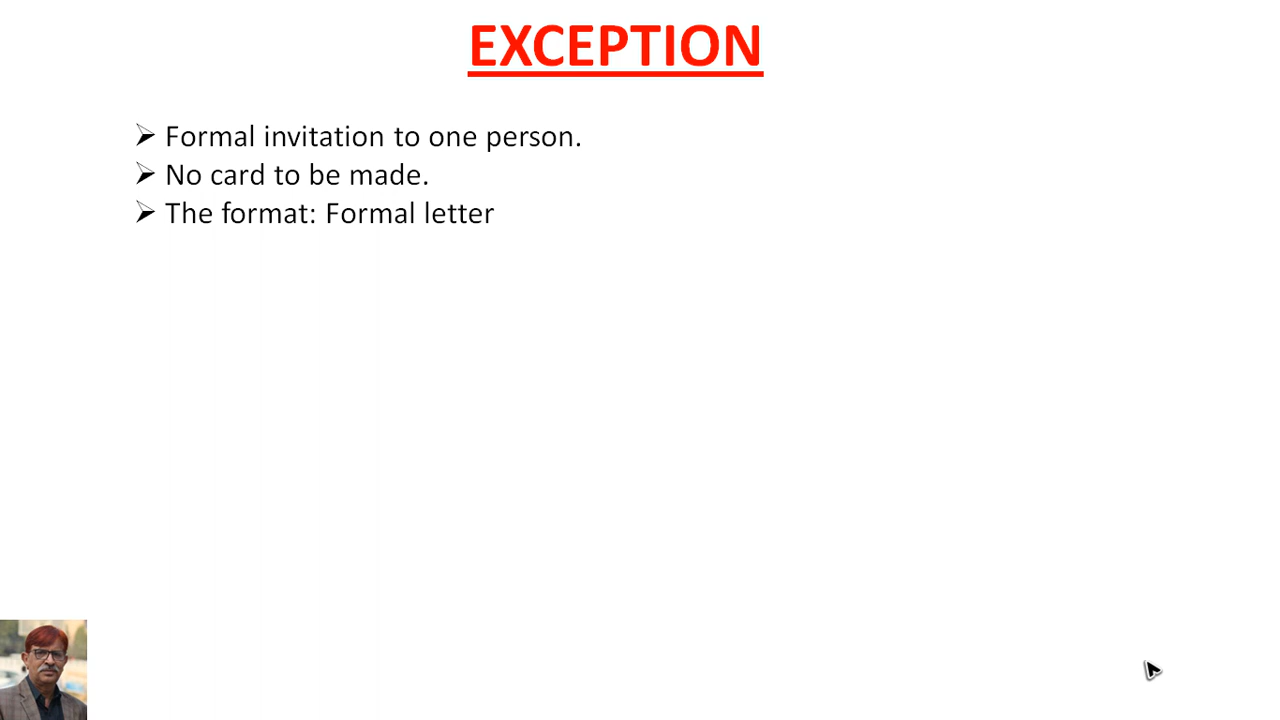 EXCEPTION
➢ Formal invitation to one person.
➢ No card to be made.
➢ The format: Formal letter